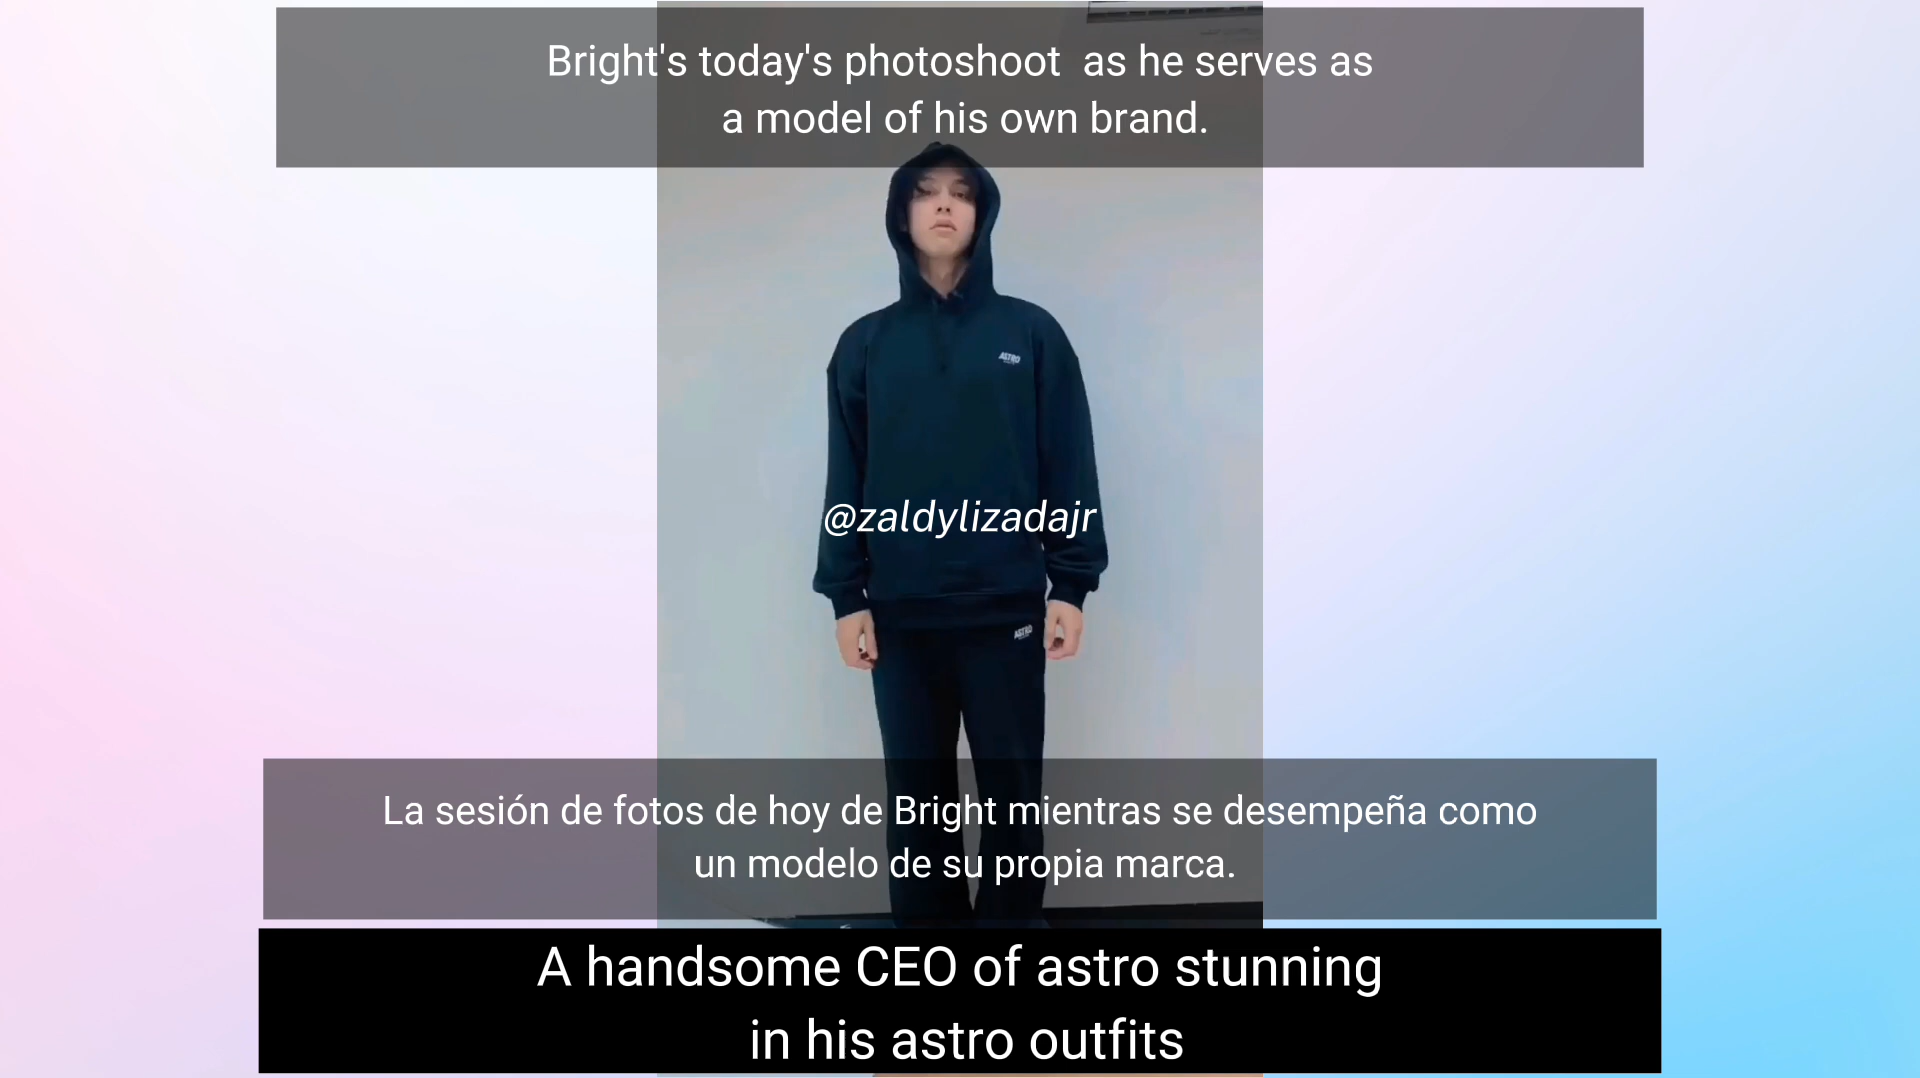 Bright's today's photoshoot  as he serves as
a model of his own brand.
ASTRO
@zaldylizadajr
ASTRO
La sesión de fotos de hoy de Bright mientras se desempeña como
un modelo de su propia marca.
A handsome CEO of astro stunning
in his astro outfits